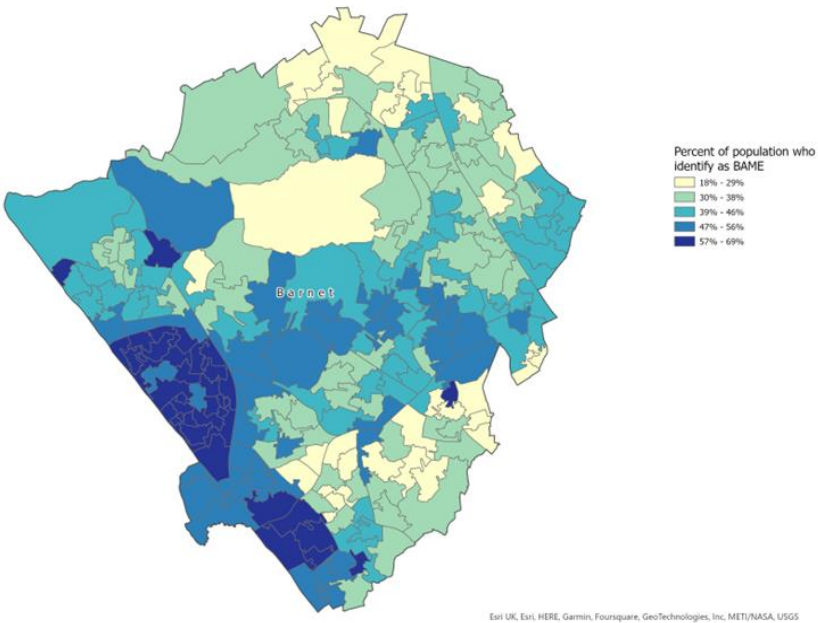 Percent of population who
identify as BAME
18% - 29%
30% - 38%
39% - 46%
47% - 56%
57% - 69%
Barnet
Esri UK, Esri, HERE, Garmin, Foursquare, GeoTechnologies, Inc, METI/NASA, USGS